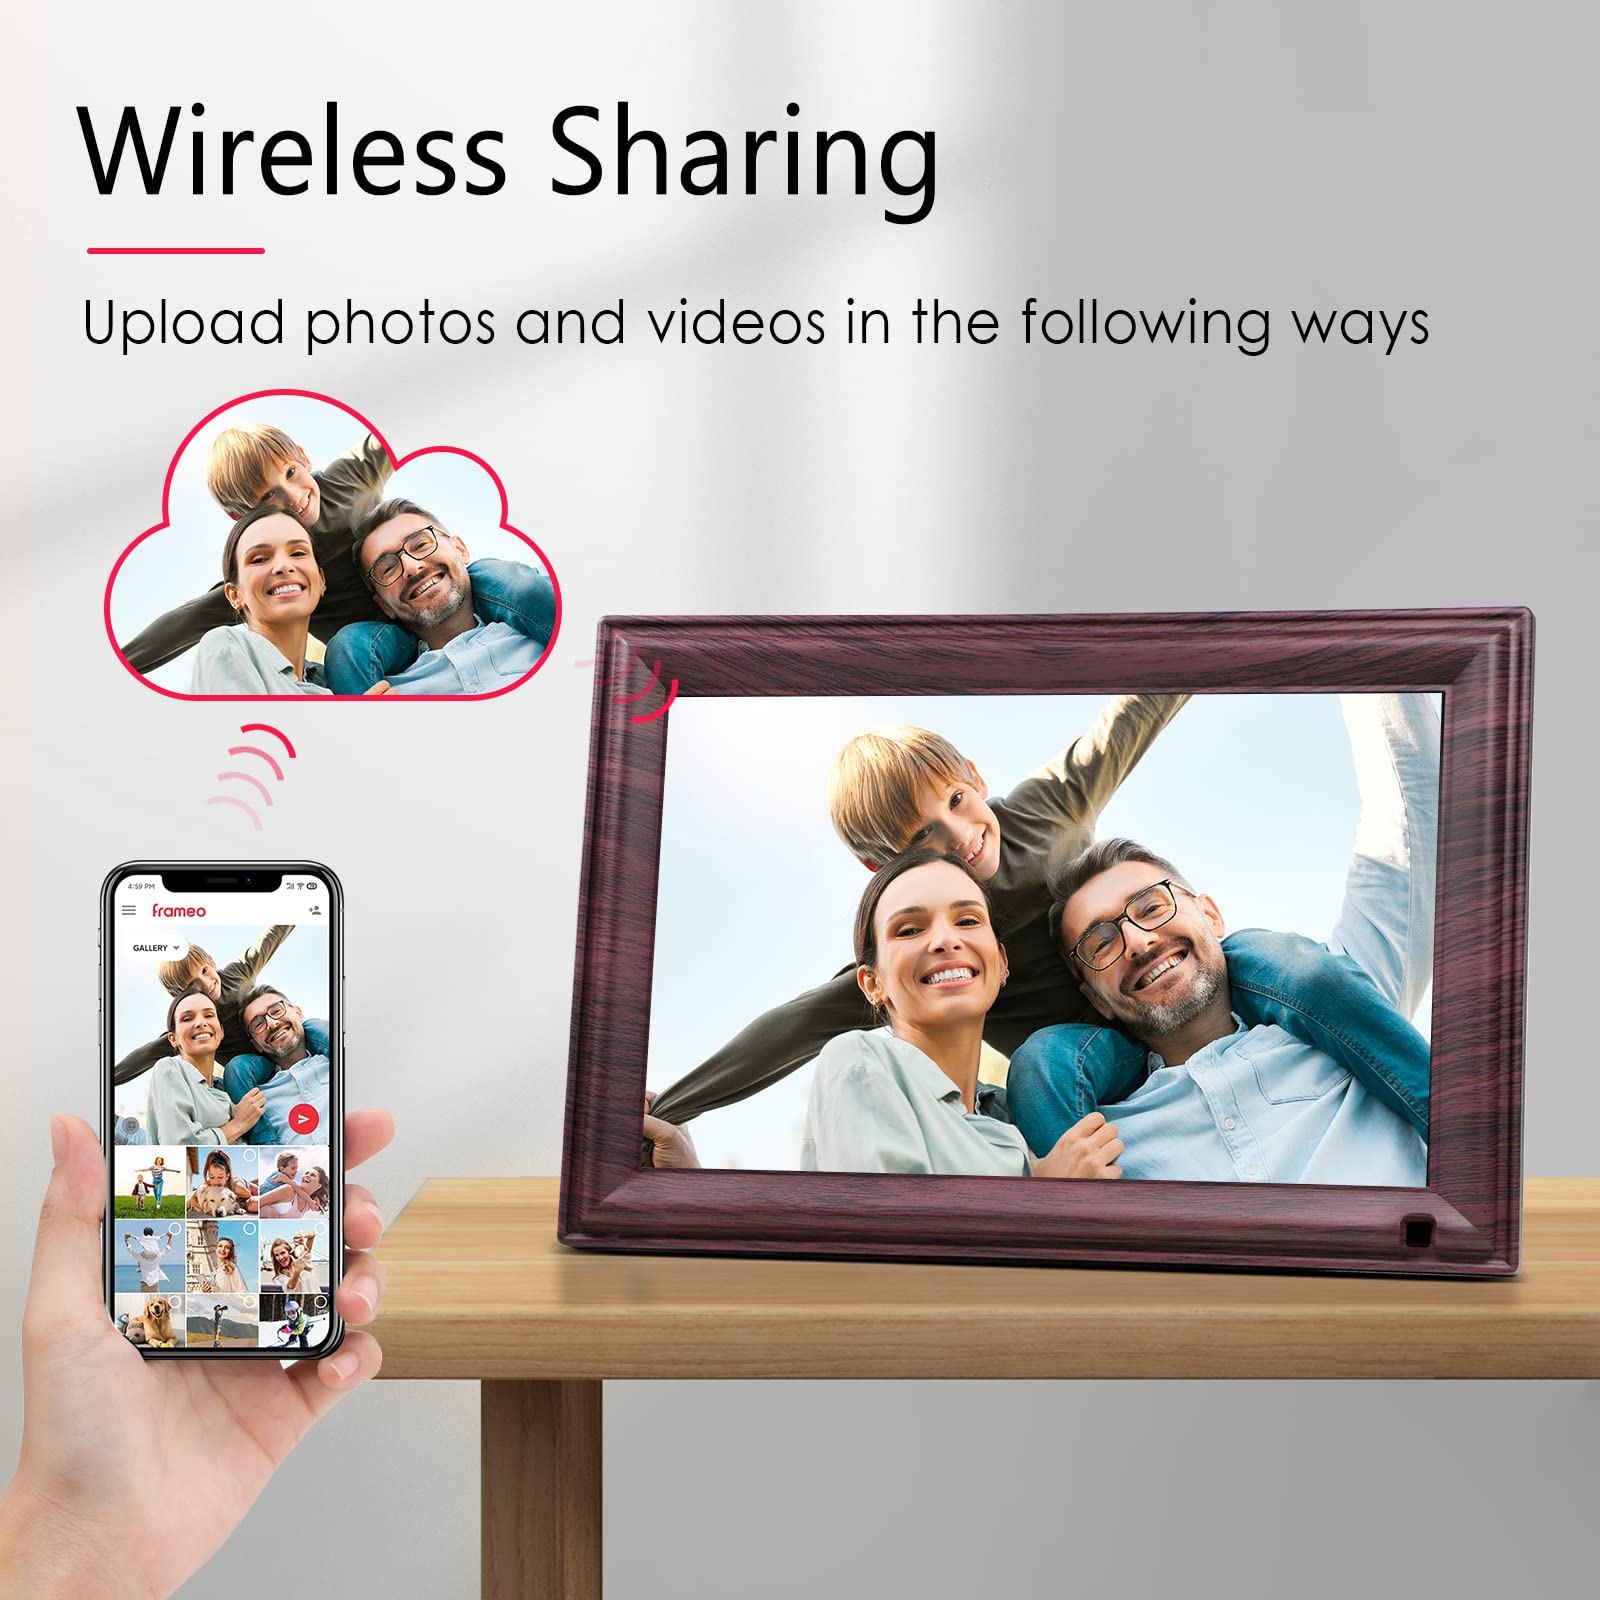 Wireless Sharing
Upload photos and videos in the following ways
4:59 PM
frameo
GALLERY